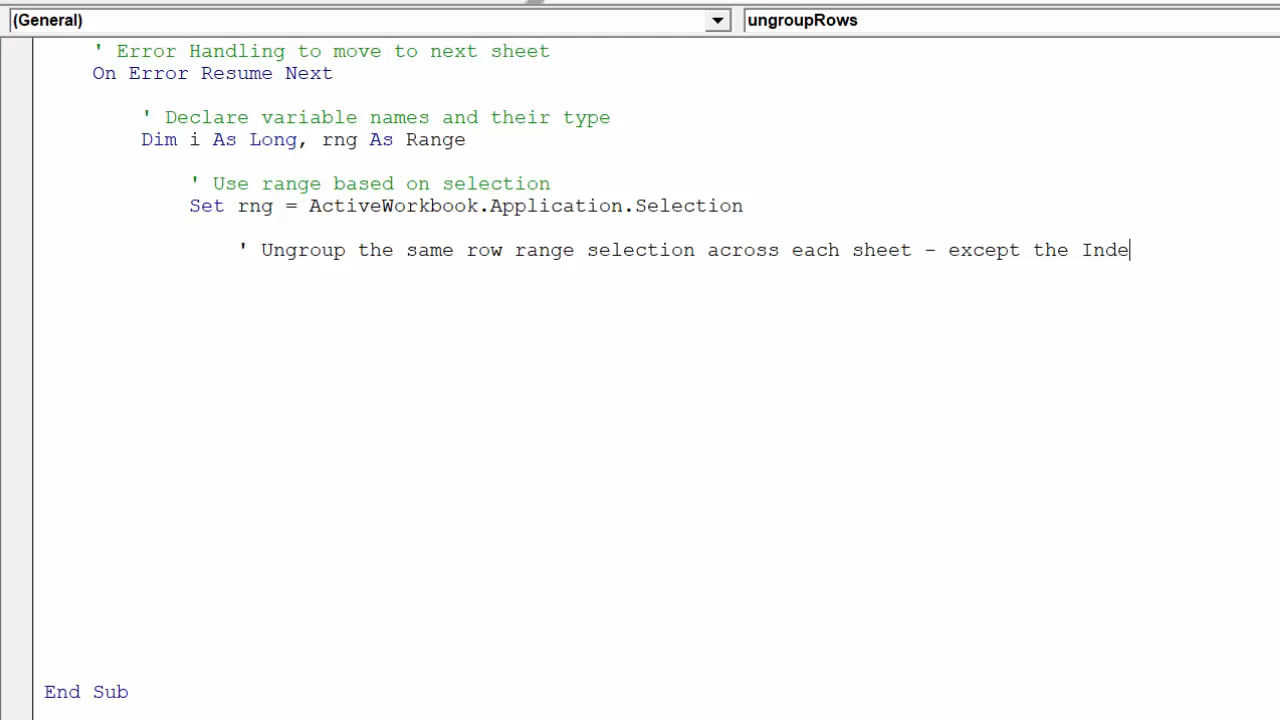 (General) ungroupRows
' Error Handling to move to next sheet
On Error Resume Next
' Declare variable names and their type
Dim i As Long, rng As Range
' Use range based on selection
Set rng = ActiveWorkbook.Application.Selection
' Ungroup the same row range selection across each sheet - except the Inde
End Sub